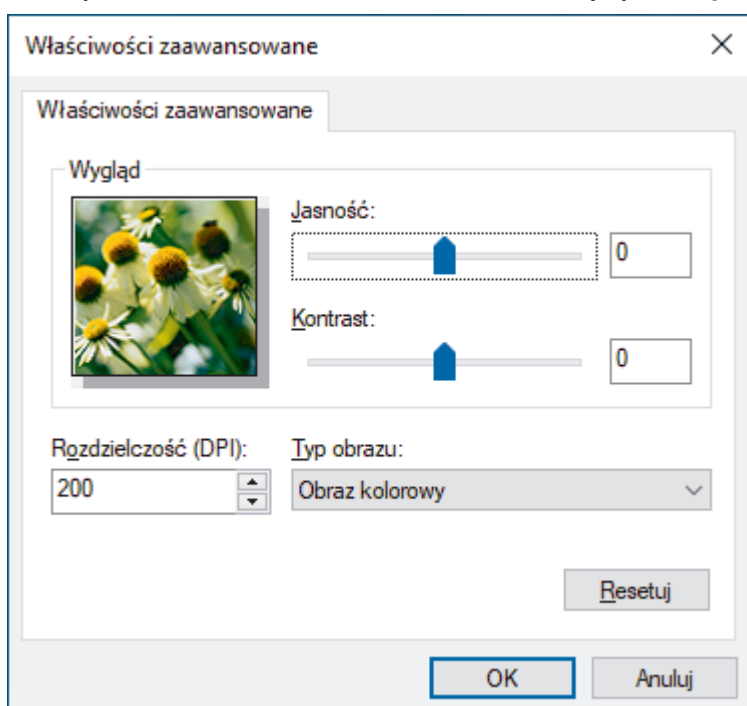 Właściwości zaawansowane
Właściwości zaawansowane
Wygląd
Jasność:
0
Kontrast:
0
Rozdzielczość (DPI):
Typ obrazu:
200
Obraz kolorowy
Resetuj
OK
Anuluj